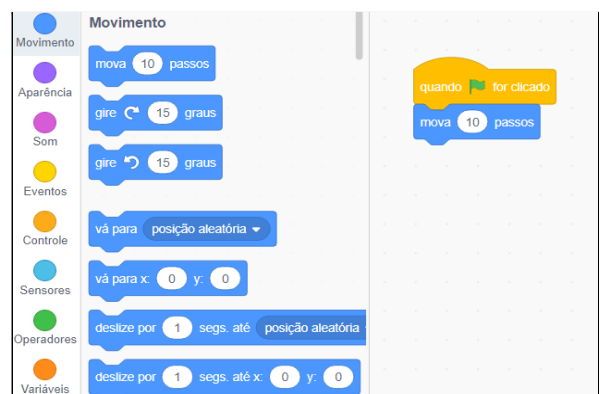 Movimento
Aparência
Som
Eventos
Controle
Sensores
Operadores
Variáveis
Movimento
mova 10 passos
gire 15 graus
gire 15 graus
vá para posição aleatória
vá para x: 0 y: 0
deslize por 1 segs. até posição aleatória
deslize por 1 segs. até x: 0 y: 0
quando for clicado
mova 10 passos